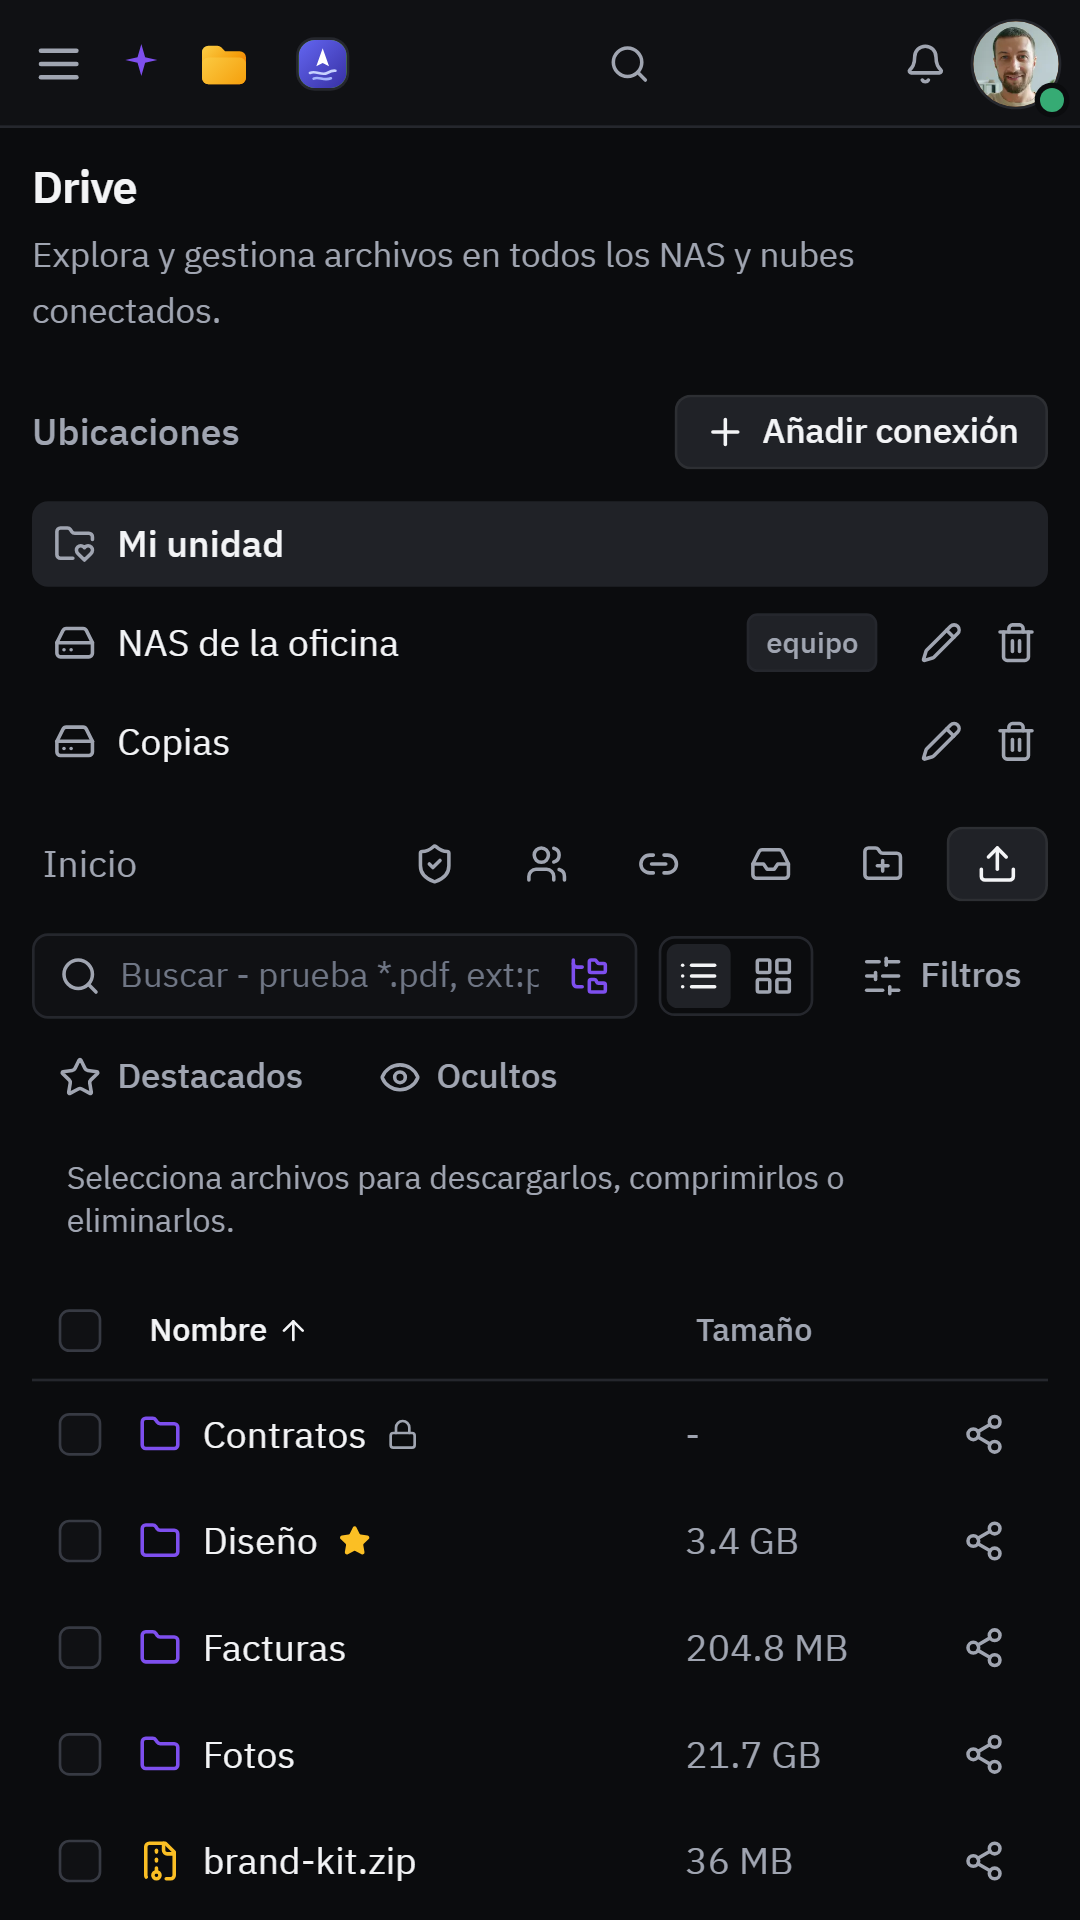 Drive
Explora y gestiona archivos en todos los NAS y nubes
conectados.
Ubicaciones
Añadir conexión
Mi unidad
NAS de la oficina
equipo
Copias
Inicio
Buscar - prueba *.pdf, ext:p
Filtros
Destacados
Ocultos
Selecciona archivos para descargarlos, comprimirlos o
eliminarlos.
Nombre
Tamaño
Contratos
-
Diseño
3.4 GB
Facturas
204.8 MB
Fotos
21.7 GB
brand-kit.zip
36 MB